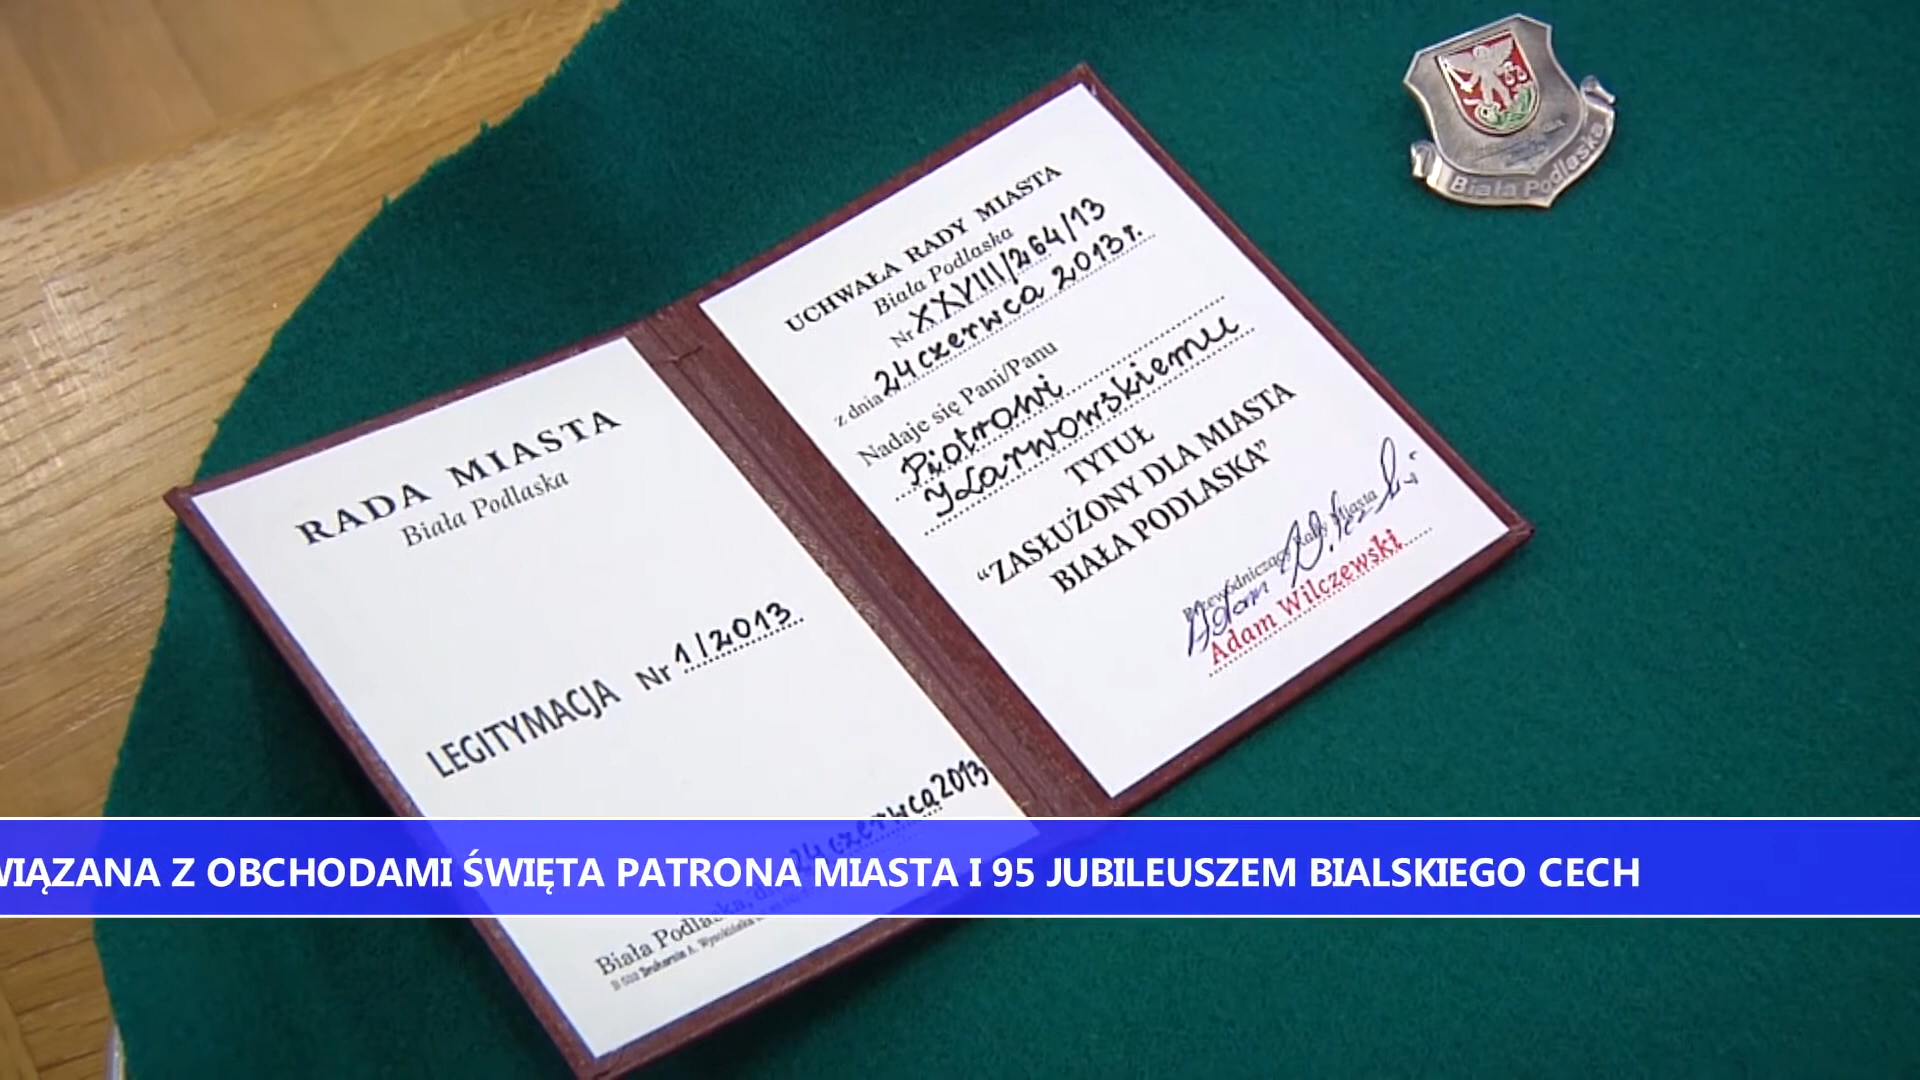 RADA MIASTA
Biała Podlaska
LEGITYMACJA Nr 1/2013
24 czerwca 2013
Biała Podlaska, dnia
UCHWAŁA RADY MIASTA
Biała Podlaska
Nr XXVIII/264/13
z dnia 24 czerwca 2013 r.
Nadaje się Pani/Panu
Piotrowi
TYTUŁ
“ZASŁUŻONY DLA MIASTA
BIAŁA PODLASKA”
Przewodniczący Rady Miasta
Adam Wilczewski
Biała Podlaska
WIĄZANA Z OBCHODAMI ŚWIĘTA PATRONA MIASTA I 95 JUBILEUSZEM BIALSKIEGO CECH